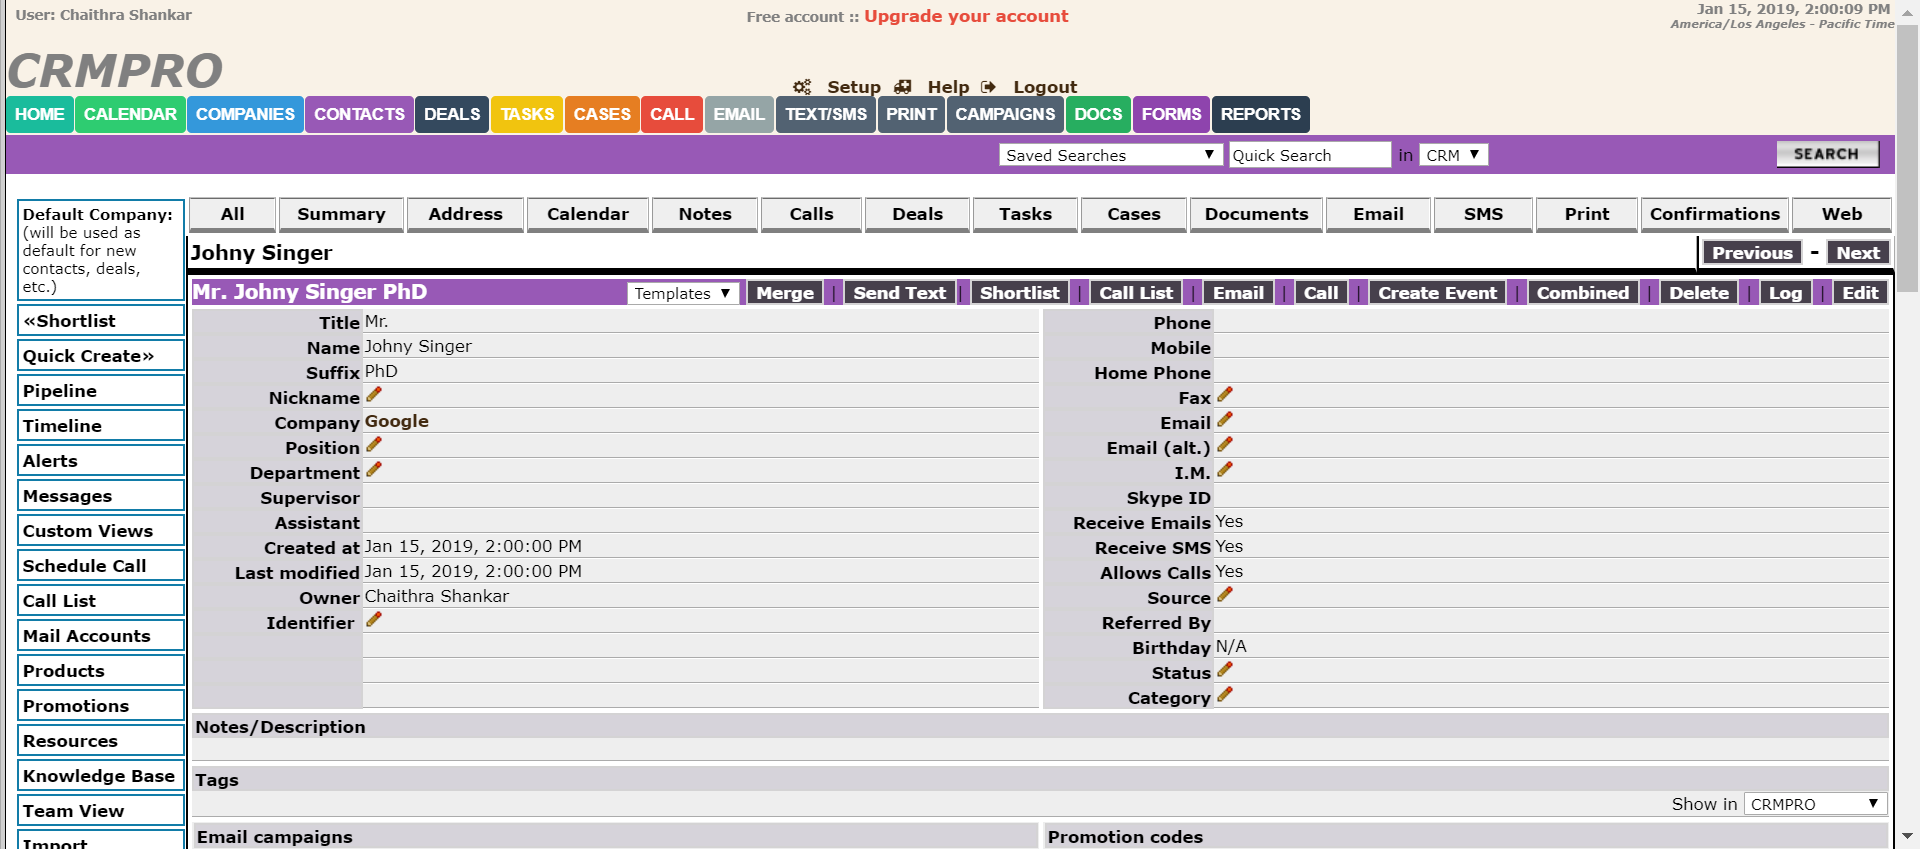 User: Chaithra Shankar
Free account :: Upgrade your account
Jan 15, 2019, 2:00:09 PM
America/Los Angeles - Pacific Time
CRMPRO
Setup Help Logout
HOME CALENDAR COMPANIES CONTACTS DEALS TASKS CASES CALL EMAIL TEXT/SMS PRINT CAMPAIGNS DOCS FORMS REPORTS
Saved Searches Quick Search in CRM SEARCH
Default Company:
(will be used as
default for new
contacts, deals,
etc.)
«Shortlist
Quick Create»
Pipeline
Timeline
Alerts
Messages
Custom Views
Schedule Call
Call List
Mail Accounts
Products
Promotions
Resources
Knowledge Base
Team View
Import
All Summary Address Calendar Notes Calls Deals Tasks Cases Documents Email SMS Print Confirmations Web
Johny Singer Previous - Next
Mr. Johny Singer PhD Templates Merge | Send Text | Shortlist | Call List | Email | Call | Create Event | Combined | Delete | Log | Edit
Title Mr.
Name Johny Singer
Suffix PhD
Nickname
Company Google
Position
Department
Supervisor
Assistant
Created at Jan 15, 2019, 2:00:00 PM
Last modified Jan 15, 2019, 2:00:00 PM
Owner Chaithra Shankar
Identifier
Phone
Mobile
Home Phone
Fax
Email
Email (alt.)
I.M.
Skype ID
Receive Emails Yes
Receive SMS Yes
Allows Calls Yes
Source
Referred By
Birthday N/A
Status
Category
Notes/Description
Tags
Show in CRMPRO
Email campaigns
Promotion codes